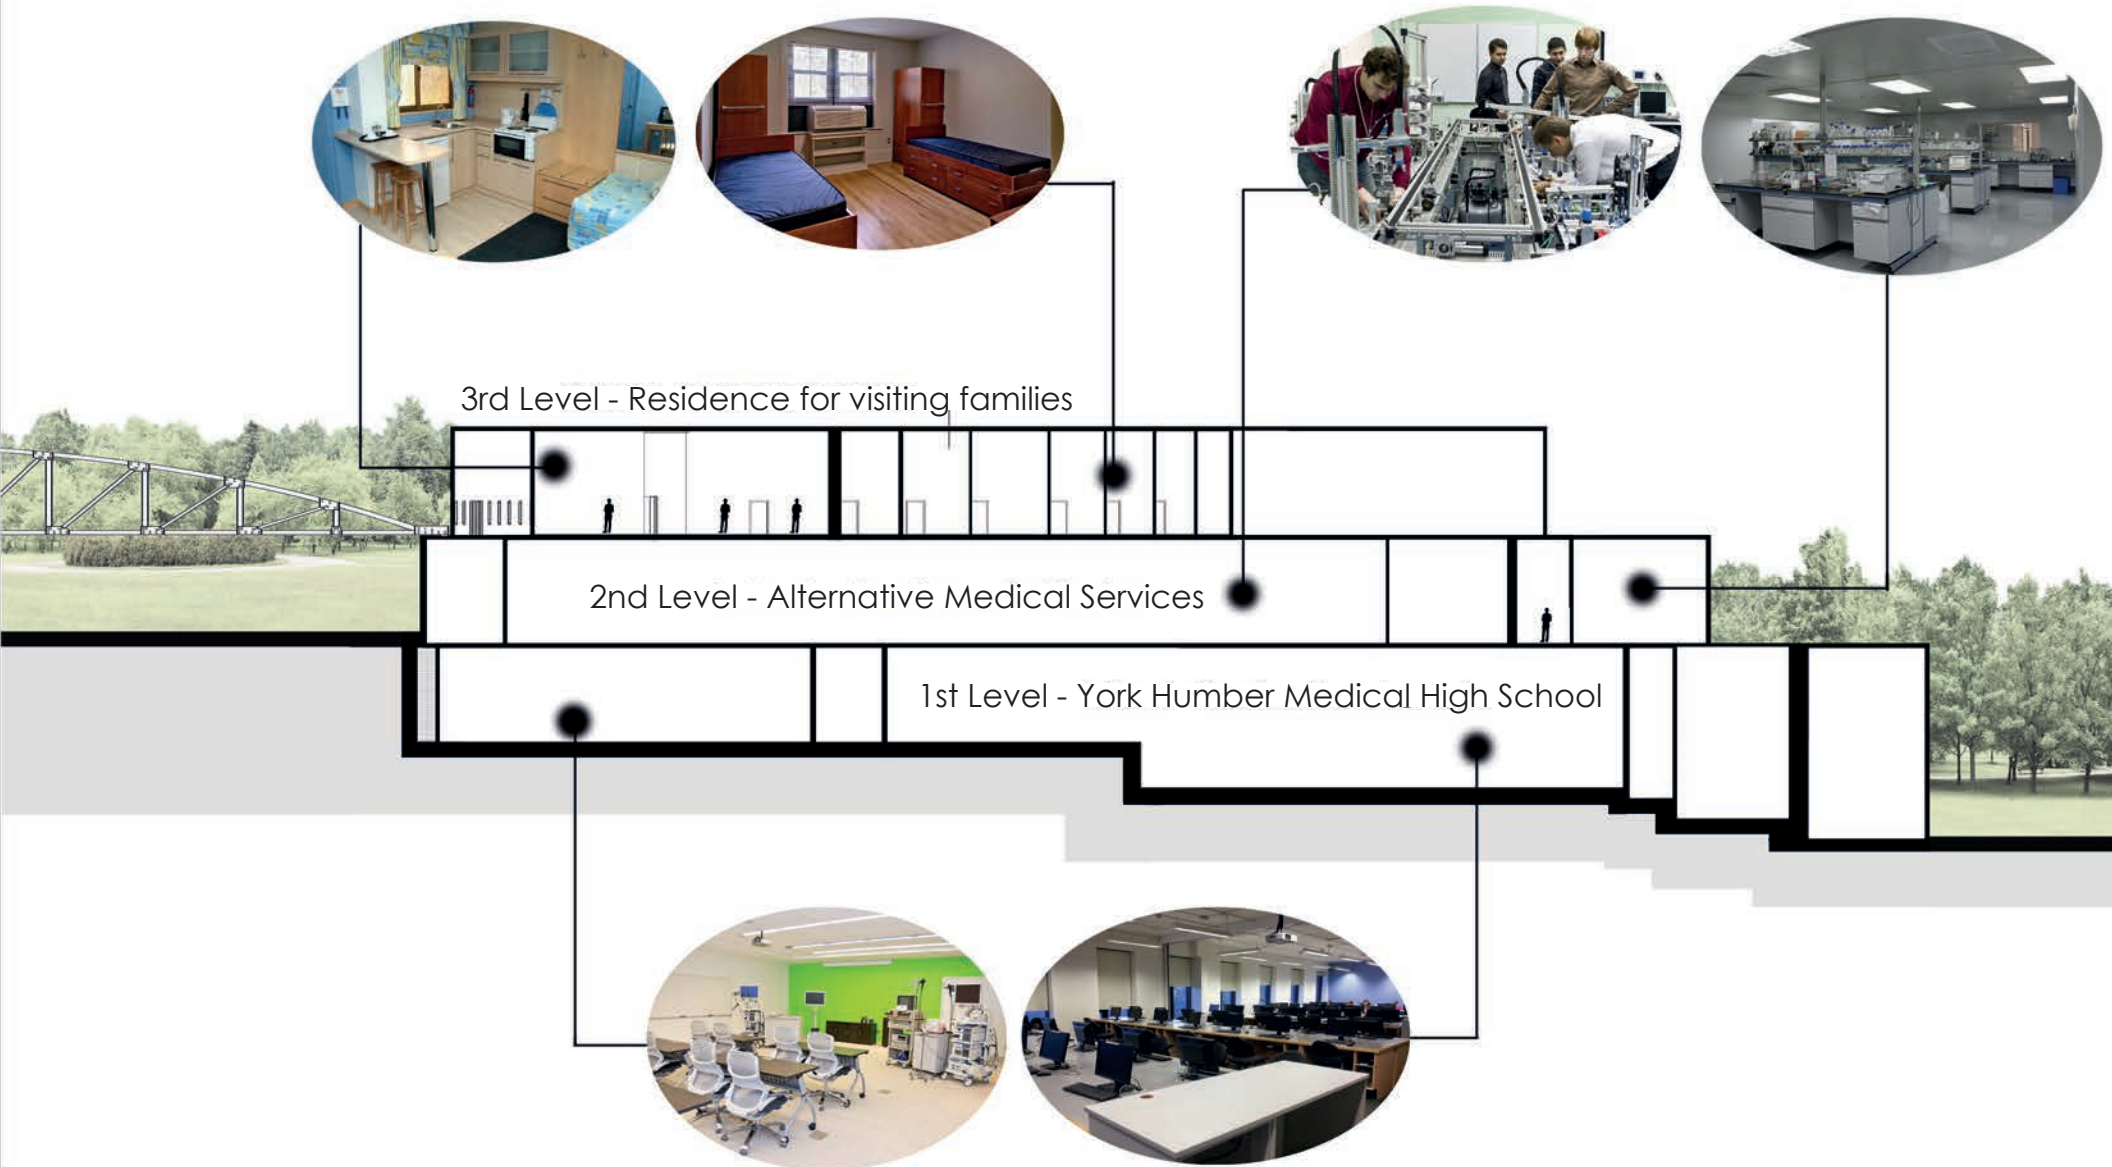 3rd Level - Residence for visiting families
2nd Level - Alternative Medical Services
1st Level - York Humber Medical High School